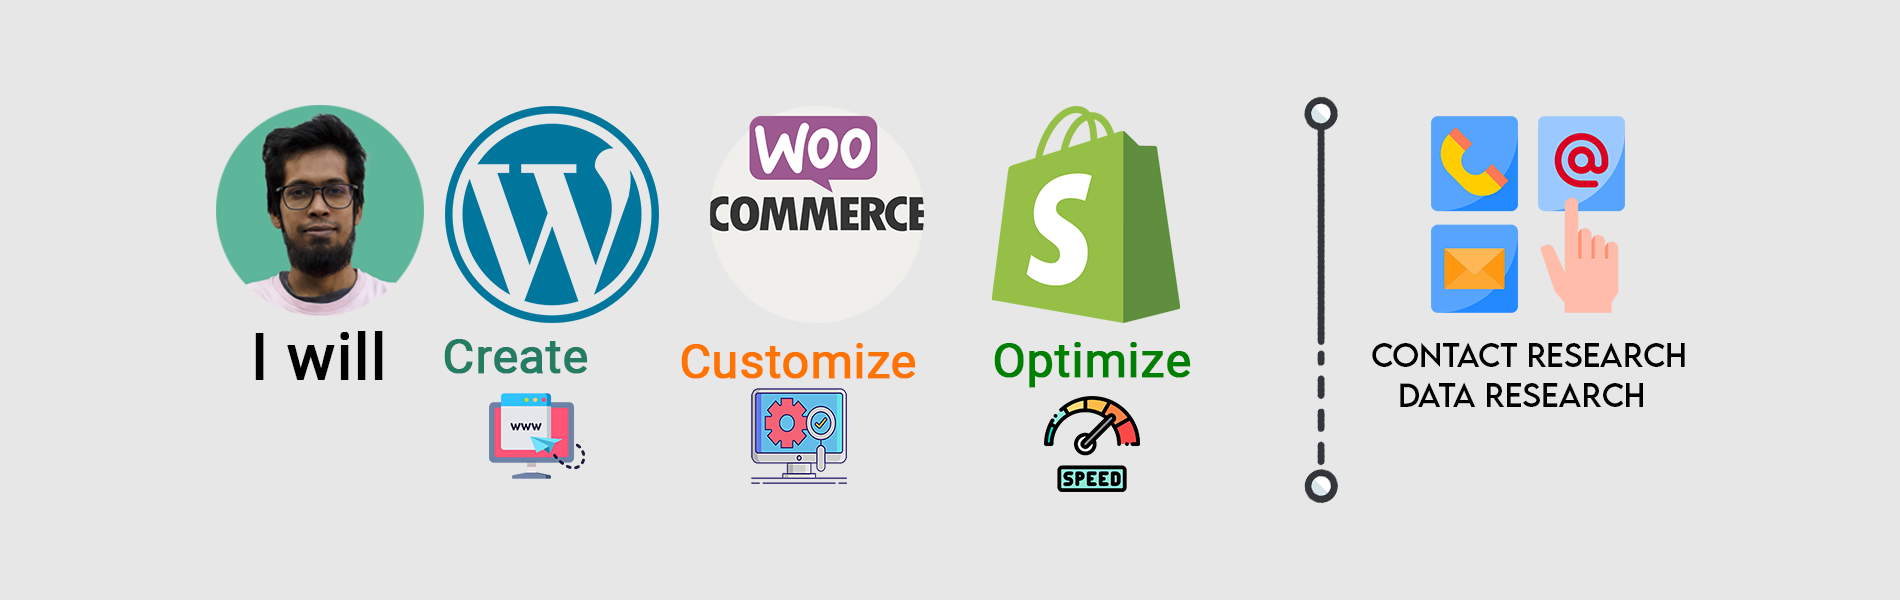 WOO
COMMERCE
I will
Create
Customize
Optimize
www
SPEED
CONTACT RESEARCH
DATA RESEARCH